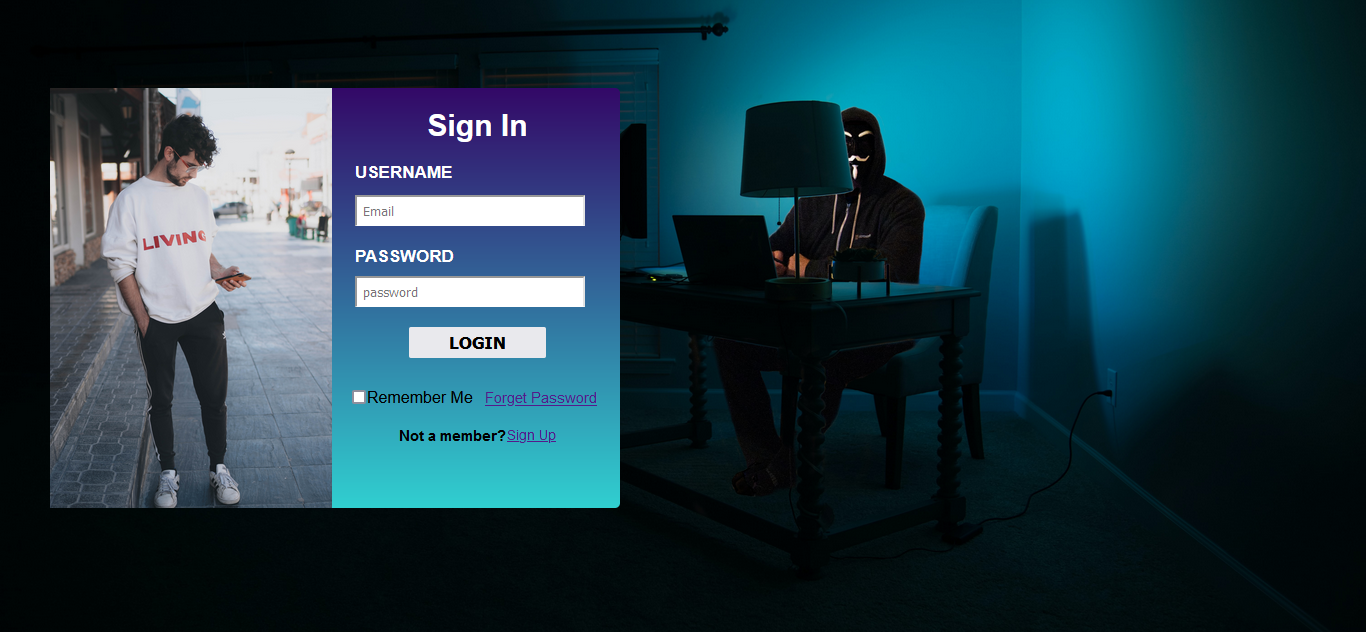 Sign In
USERNAME
Email
LIVING
PASSWORD
password
LOGIN
Remember Me Forget Password
Not a member?Sign Up